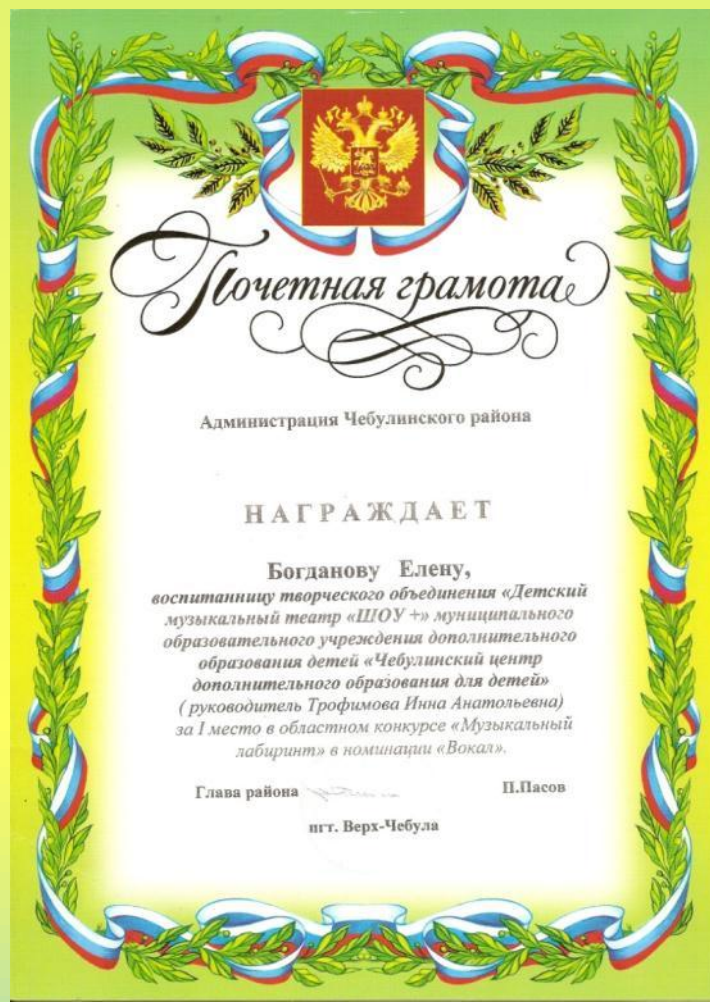 Почетная грамота
Администрация Чебулинского района
НАГРАЖДАЕТ
Богданову Елену,
воспитанницу творческого объединения «Детский
музыкальный театр «ШОУ +» муниципального
образовательного учреждения дополнительного
образования детей «Чебулинский центр
дополнительного образования для детей»
( руководитель Трофимова Инна Анатольевна)
за I место в областном конкурсе «Музыкальный
лабиринт» в номинации «Вокал».
Глава района П.Пасов
пгт. Верх-Чебула